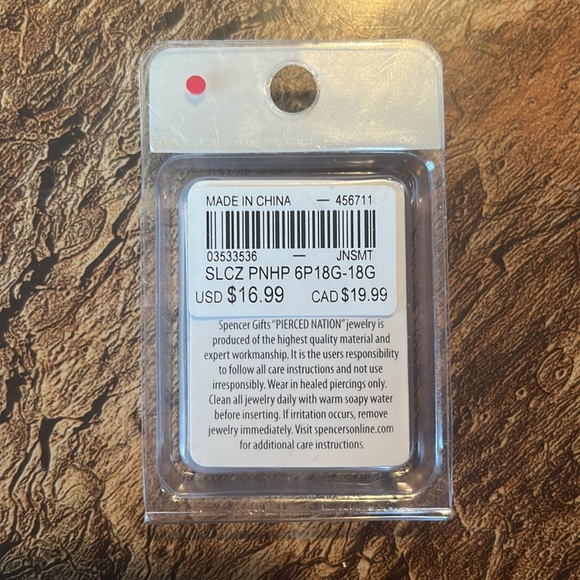 MADE IN CHINA — 456711
03533536 — JNSMT
SLCZ PNHP 6P18G-18G
USD $16.99 CAD $19.99
Spencer Gifts "PIERCED NATION" jewelry is
produced of the highest quality material and
expert workmanship. It is the users responsibility
to follow all care instructions and not use
irresponsibly. Wear in healed piercings only.
Clean all jewelry daily with warm soapy water
before inserting. If irritation occurs, remove
jewelry immediately. Visit spencersonline.com
for additional care instructions.